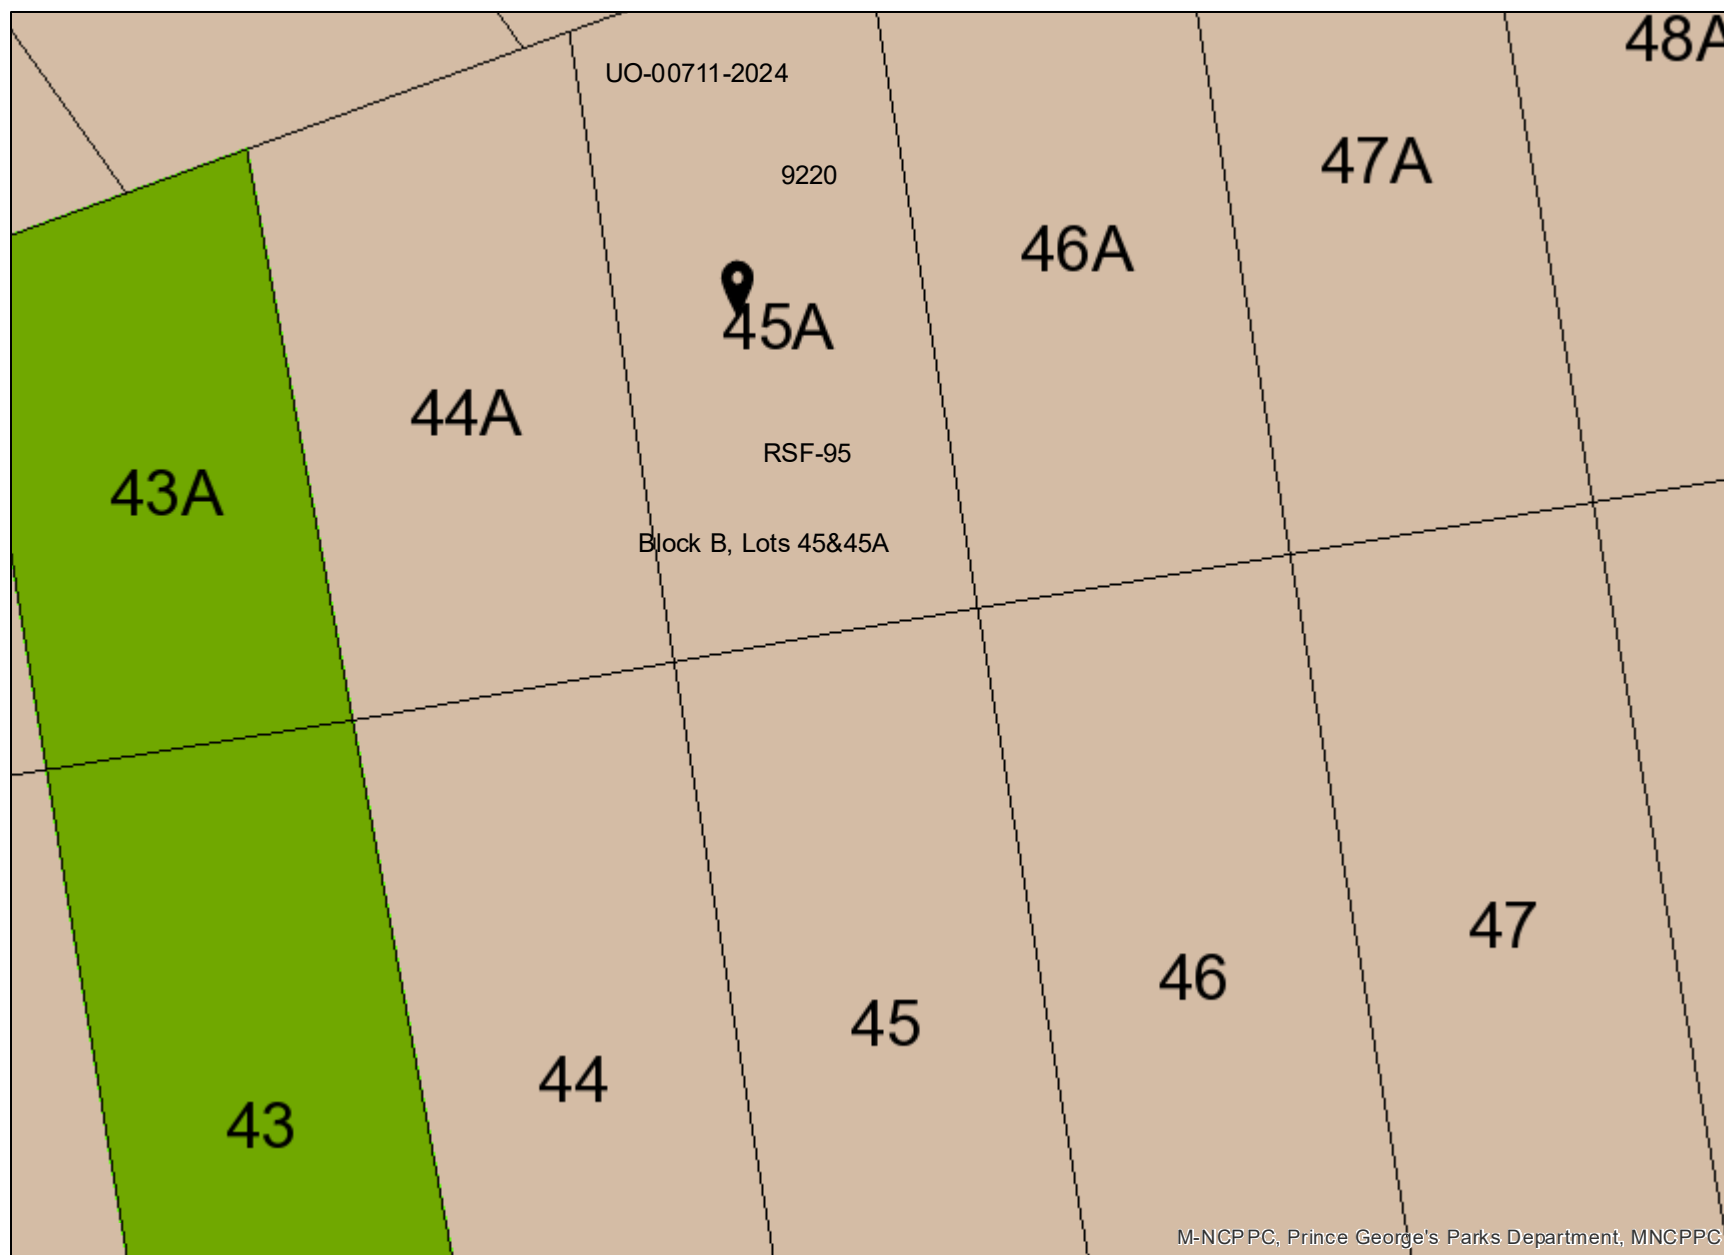 48A
UO-00711-2024
47A
9220
46A
45A
44A
RSF-95
43A
Block B, Lots 45&45A
47
46
45
44
43
M-NCPPC, Prince George's Parks Department, MNCPPC